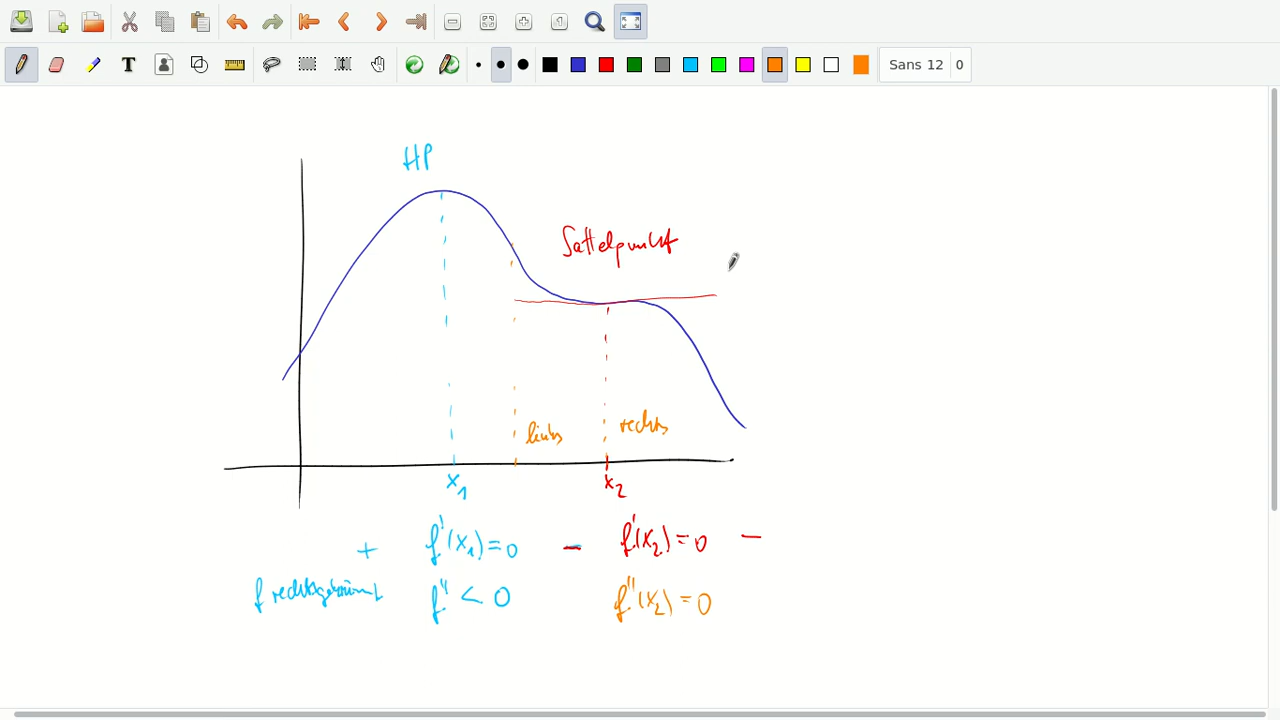 Sans 12 0
HP
Sattelpunkt
links rechts
x₁ x₂
+ f'(x₁)=0 − f'(x₂)=0 −
f rechtsgekrümmt f'' < 0 f''(x₂)=0